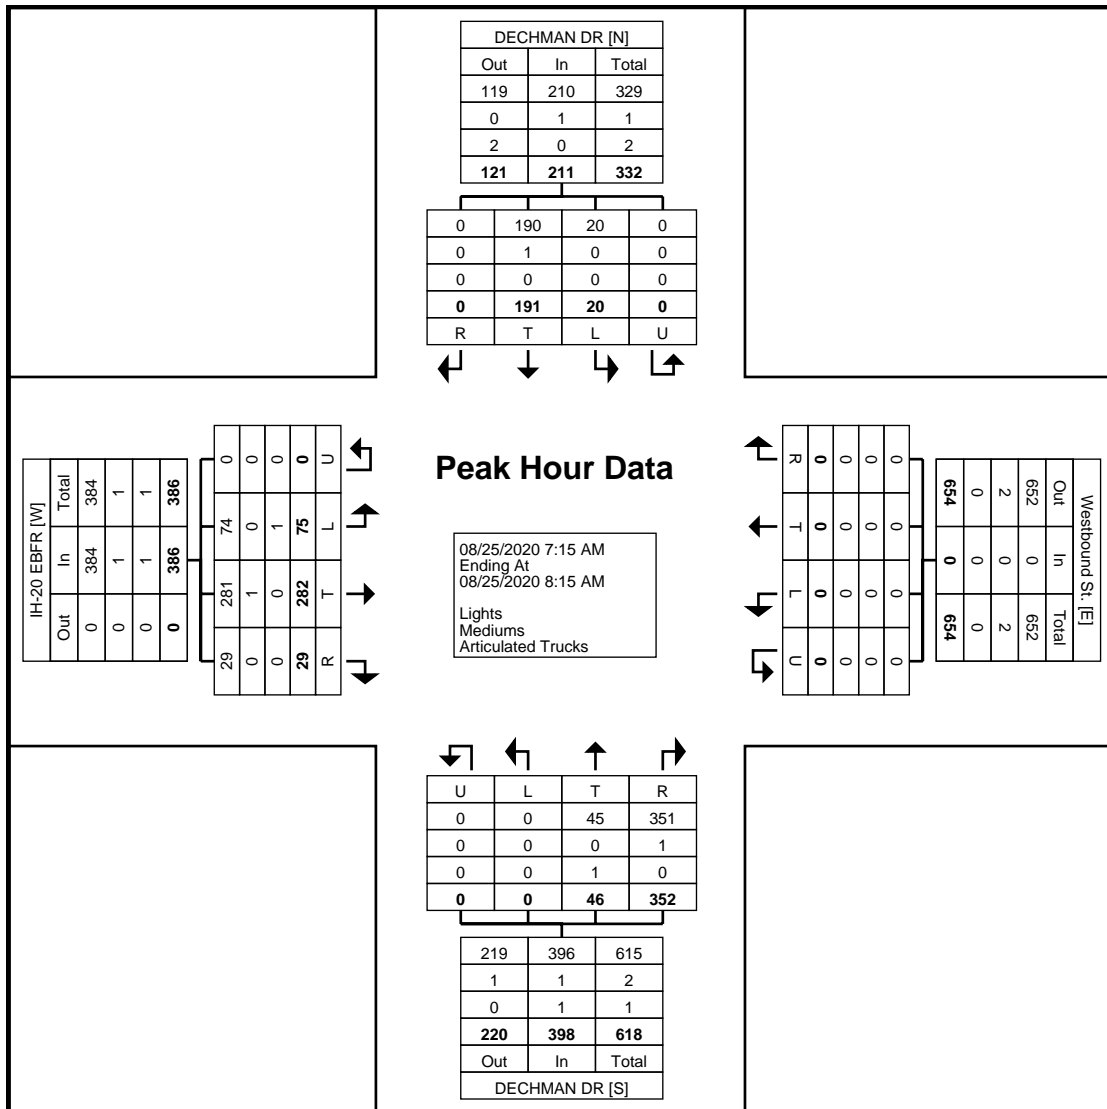 DECHMAN DR [N]
Out In Total
119 210 329
0 1 1
2 0 2
121 211 332
0 190 20 0
0 1 0 0
0 0 0 0
0 191 20 0
R T L U
IH-20 EBFR [W]
Out In Total
0 384 384
0 1 1
0 1 1
0 386 386
29 281 74 0
0 1 0 0
0 0 1 0
29 282 75 0
R T L U
Peak Hour Data
08/25/2020 7:15 AM
Ending At
08/25/2020 8:15 AM
Lights
Mediums
Articulated Trucks
Westbound St. [E]
Out In Total
652 0 652
2 0 2
0 0 0
654 0 654
0 0 0 0
0 0 0 0
0 0 0 0
0 0 0 0
R T L U
U L T R
0 0 45 351
0 0 0 1
0 0 1 0
0 0 46 352
219 396 615
1 1 2
0 1 1
220 398 618
Out In Total
DECHMAN DR [S]